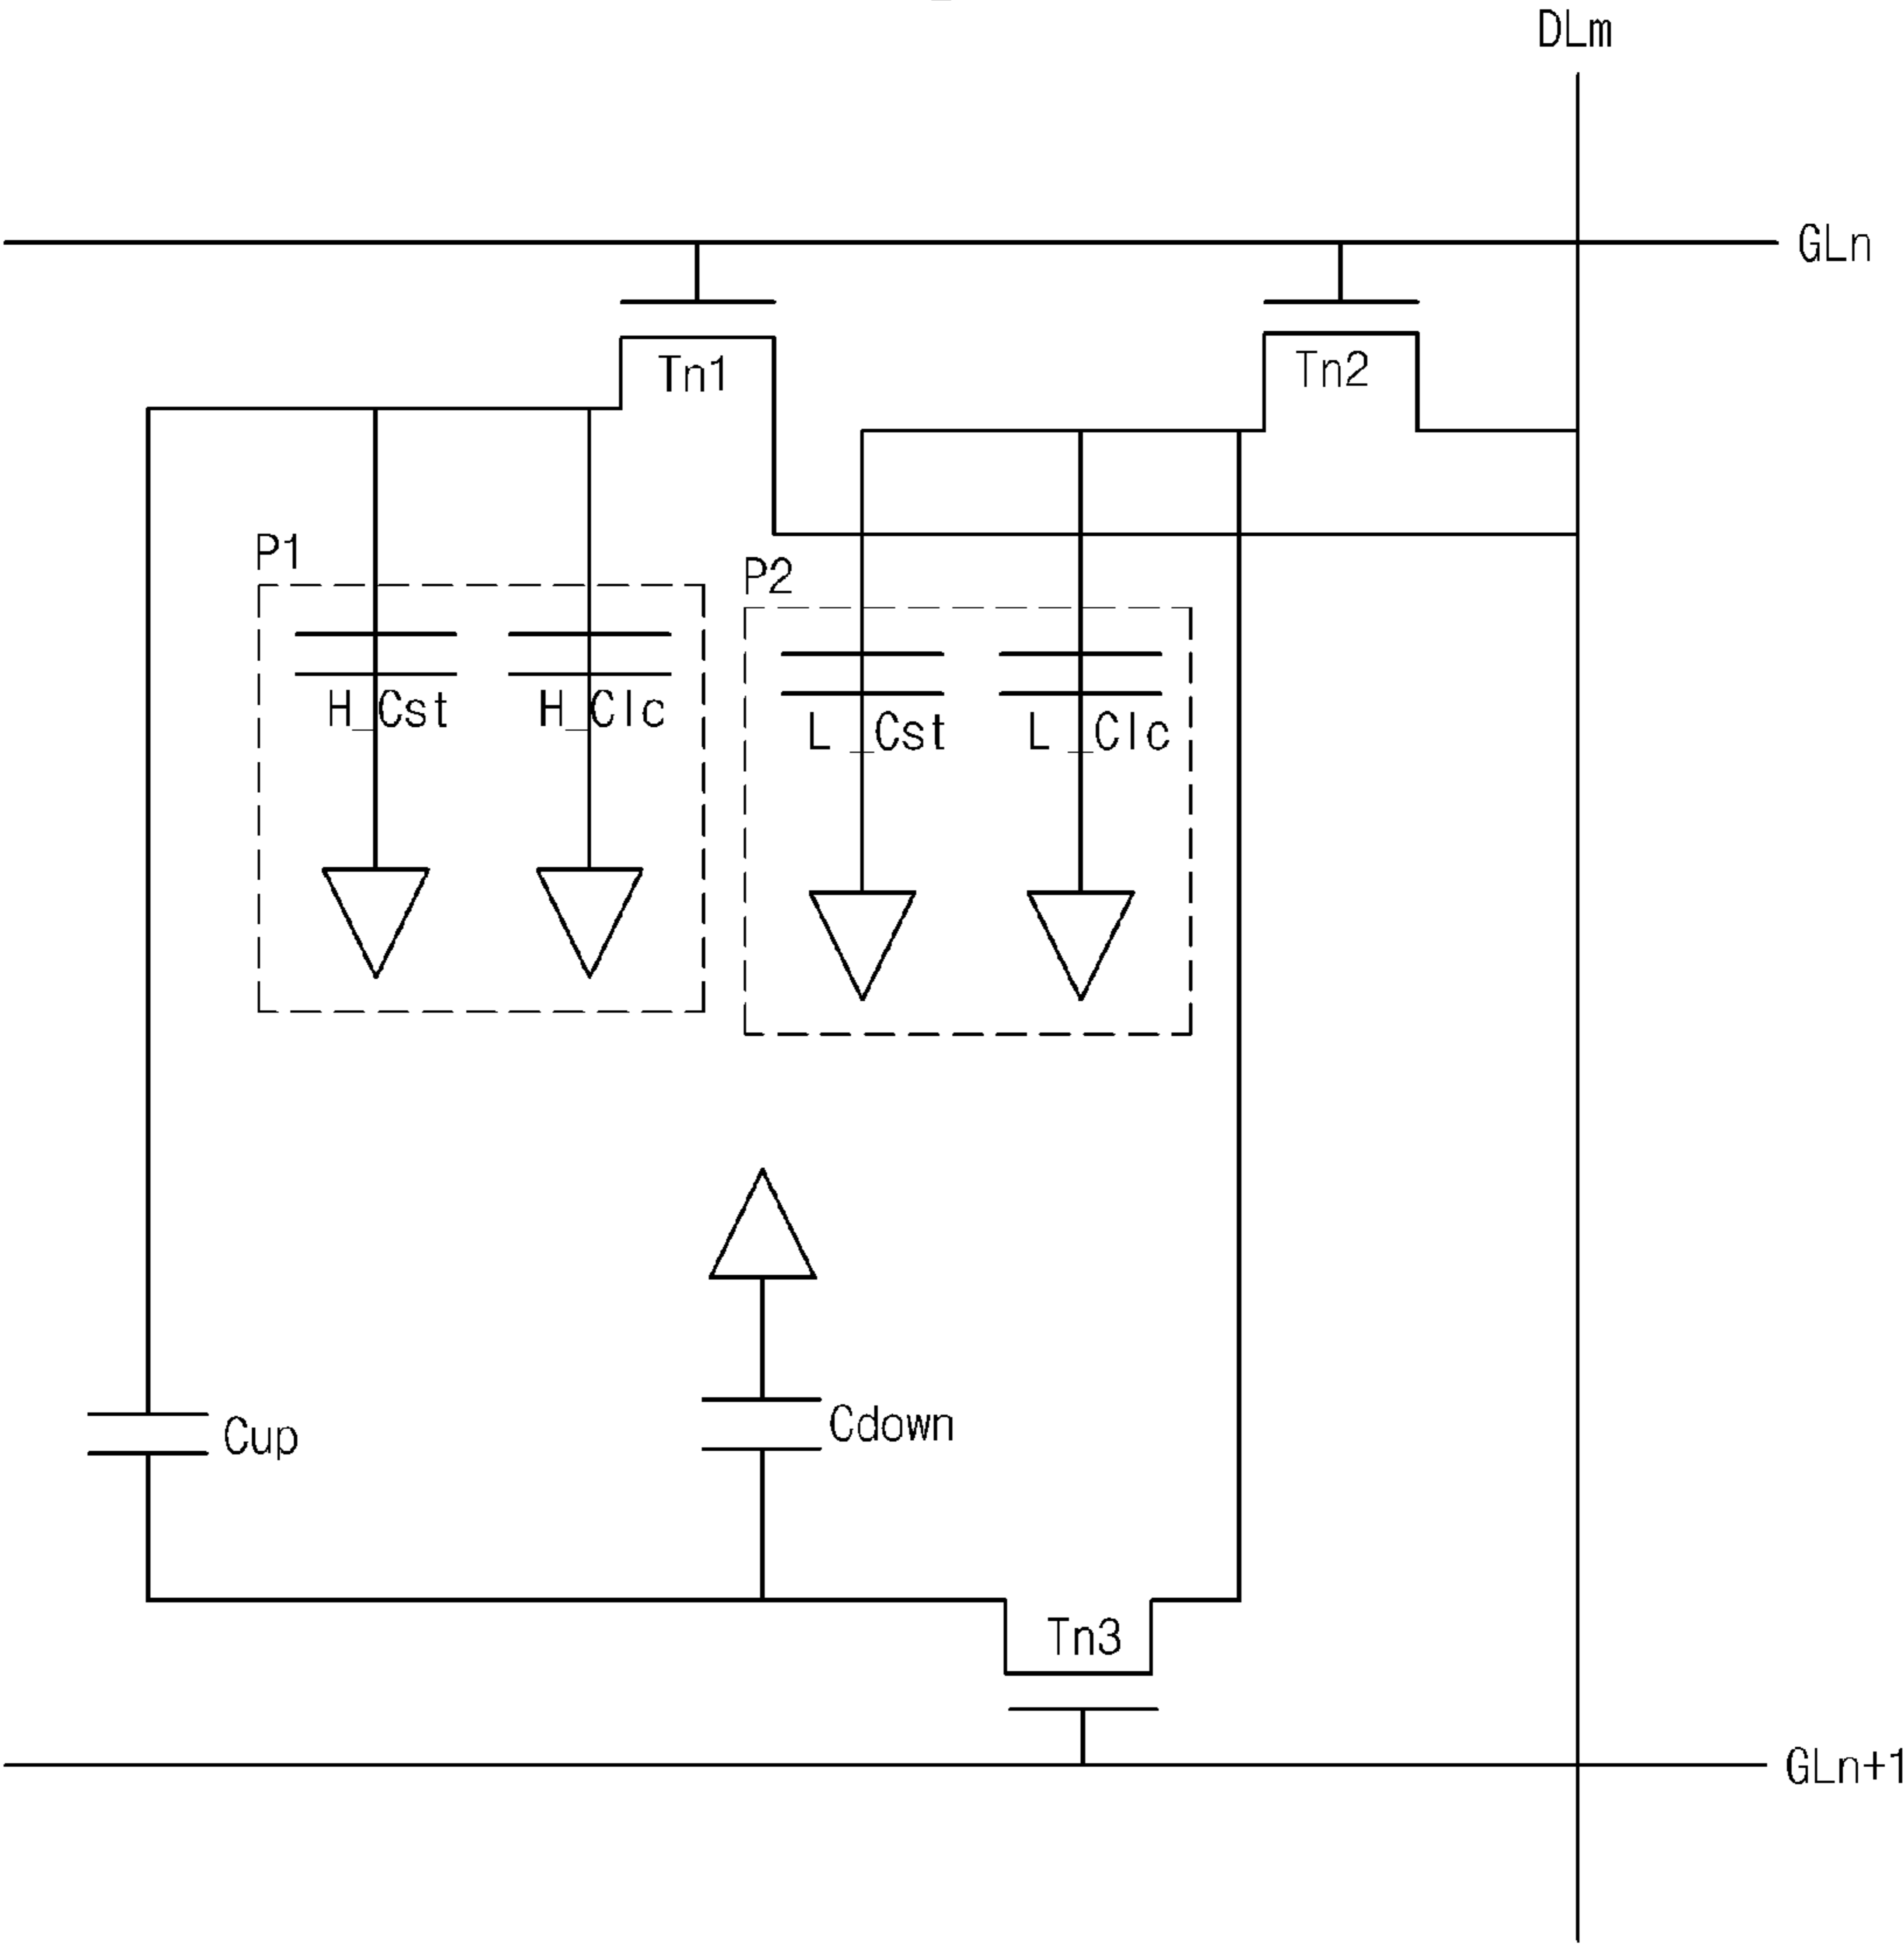 DLm
GLn
Tn1
Tn2
P1
P2
H_Cst
H_Clc
L_Cst
L_Clc
Cup
Cdown
Tn3
GLn+1